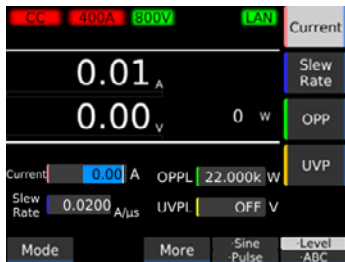 CC 400A 800V LAN
Current
0.01 A
Slew
Rate
0.00 V 0 W
OPP
UVP
Current 0.00 A OPPL 22.000k W
Slew
Rate 0.0200 A/µs UVPL OFF V
Mode More ·Sine
·Pulse
·Level
·ABC